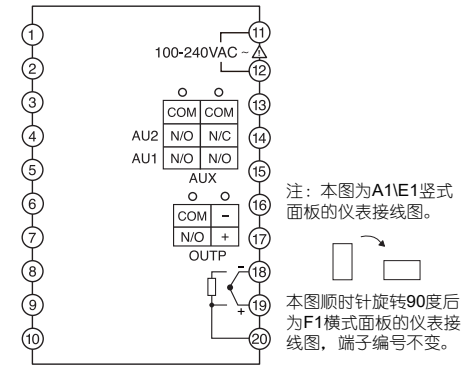 1
2
3
4
5
6
7
8
9
10
11
100-240VAC ~ ⚠
12
13
COM COM
AU2 N/O N/C
14
AU1 N/O N/O
15
AUX
16
COM -
N/O +
17
OUTP
- 18
+ 19
20
注：本图为A1\E1竖式
面板的仪表接线图。
本图顺时针旋转90度后
为F1横式面板的仪表接
线图，端子编号不变。